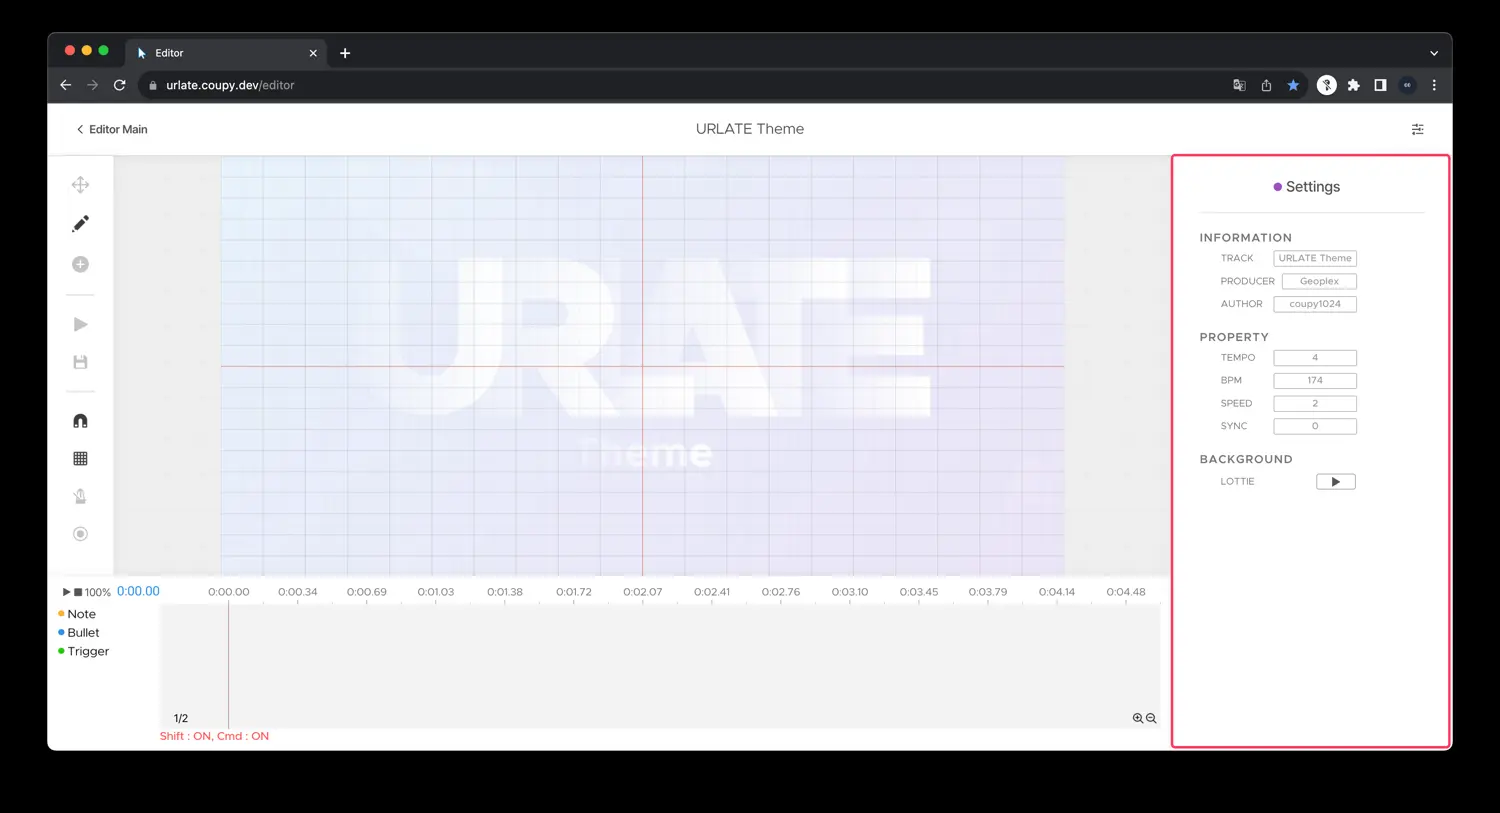 Editor
urlate.coupy.dev/editor
Editor Main
URLATE Theme
URLATE
Theme
Settings
INFORMATION
TRACK URLATE Theme
PRODUCER Geoplex
AUTHOR coupy1024
PROPERTY
TEMPO 4
BPM 174
SPEED 2
SYNC 0
BACKGROUND
LOTTIE
100% 0:00.00 0:00.00 0:00.34 0:00.69 0:01.03 0:01.38 0:01.72 0:02.07 0:02.41 0:02.76 0:03.10 0:03.45 0:03.79 0:04.14 0:04.48
Note
Bullet
Trigger
1/2
Shift : ON, Cmd : ON